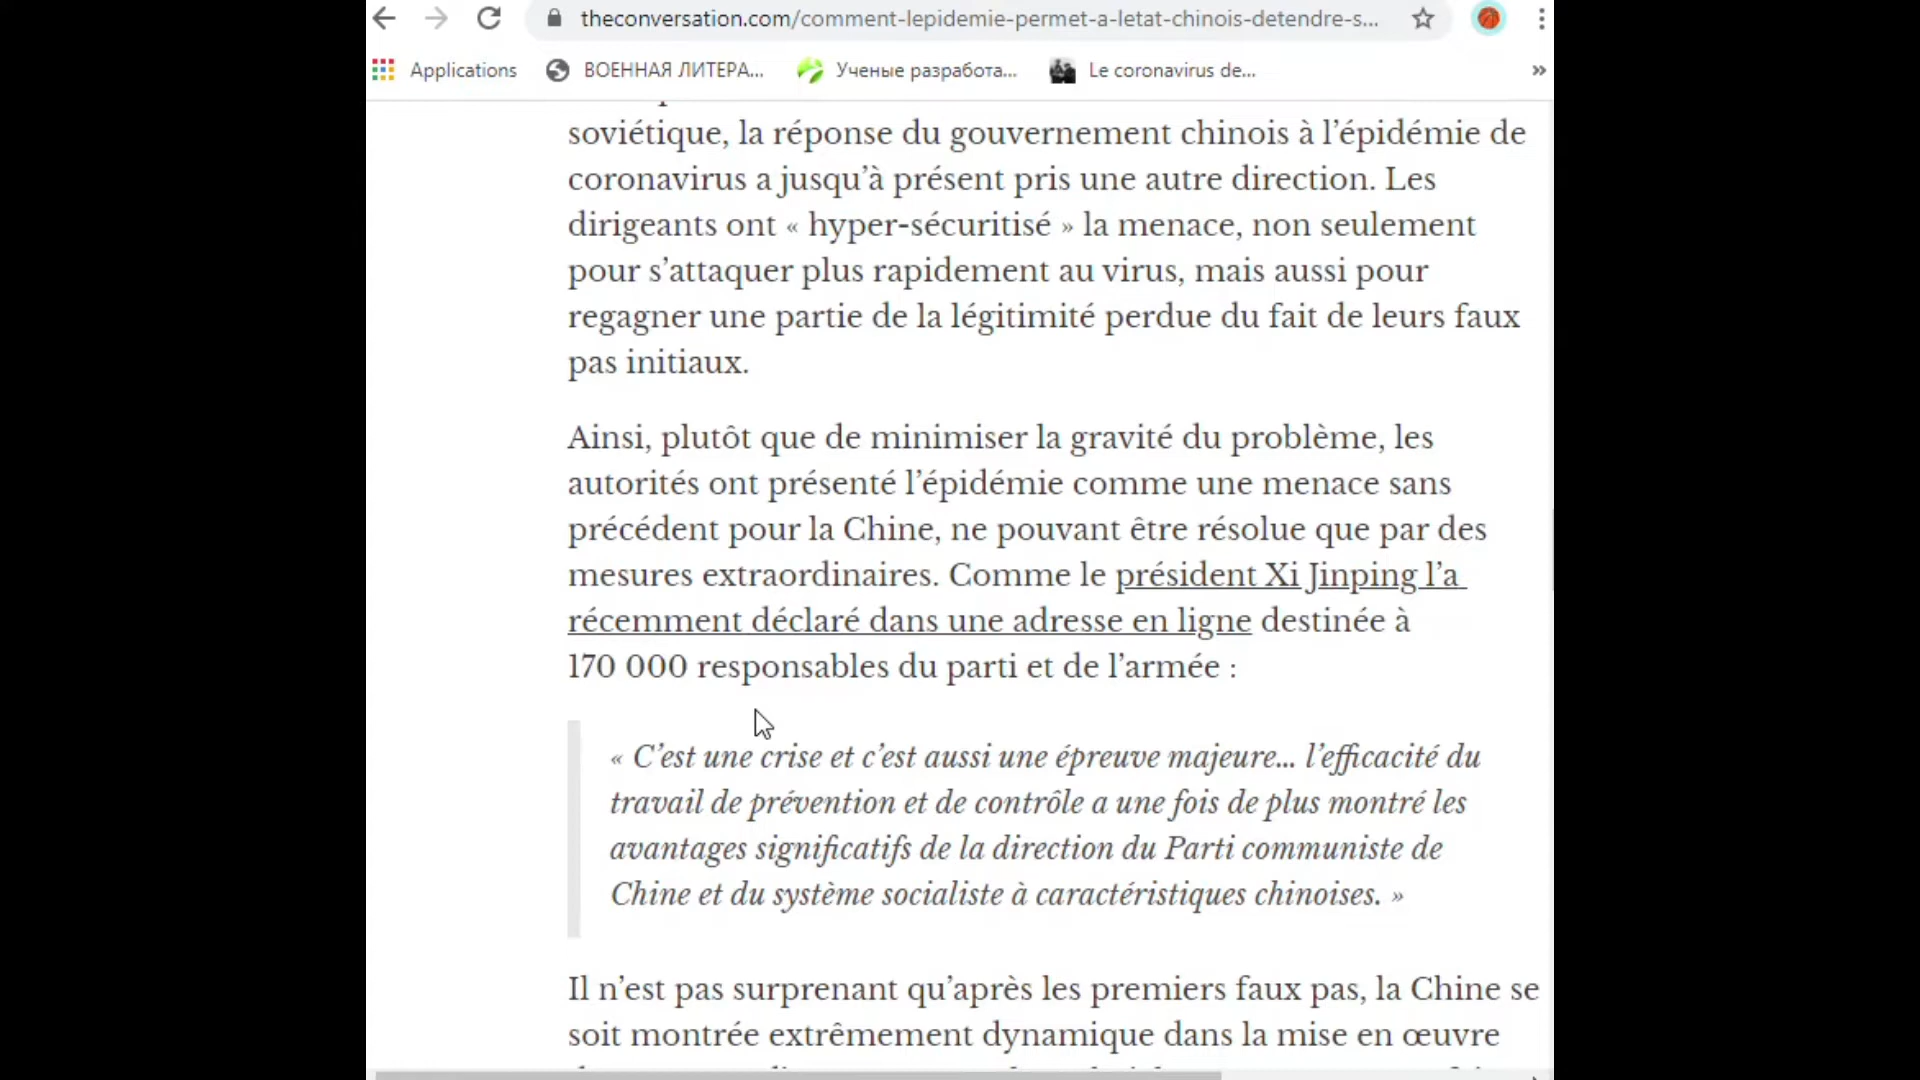 theconversation.com/comment-lepidemie-permet-a-letat-chinois-detendre-s...
Applications ВОЕННАЯ ЛИТЕРА... Ученые разработа... Le coronavirus de... »
soviétique, la réponse du gouvernement chinois à l’épidémie de
coronavirus a jusqu’à présent pris une autre direction. Les
dirigeants ont « hyper-sécuritisé » la menace, non seulement
pour s’attaquer plus rapidement au virus, mais aussi pour
regagner une partie de la légitimité perdue du fait de leurs faux
pas initiaux.
Ainsi, plutôt que de minimiser la gravité du problème, les
autorités ont présenté l’épidémie comme une menace sans
précédent pour la Chine, ne pouvant être résolue que par des
mesures extraordinaires. Comme le président Xi Jinping l’a
récemment déclaré dans une adresse en ligne destinée à
170 000 responsables du parti et de l’armée :
« C’est une crise et c’est aussi une épreuve majeure… l’efficacité du
travail de prévention et de contrôle a une fois de plus montré les
avantages significatifs de la direction du Parti communiste de
Chine et du système socialiste à caractéristiques chinoises. »
Il n’est pas surprenant qu’après les premiers faux pas, la Chine se
soit montrée extrêmement dynamique dans la mise en œuvre